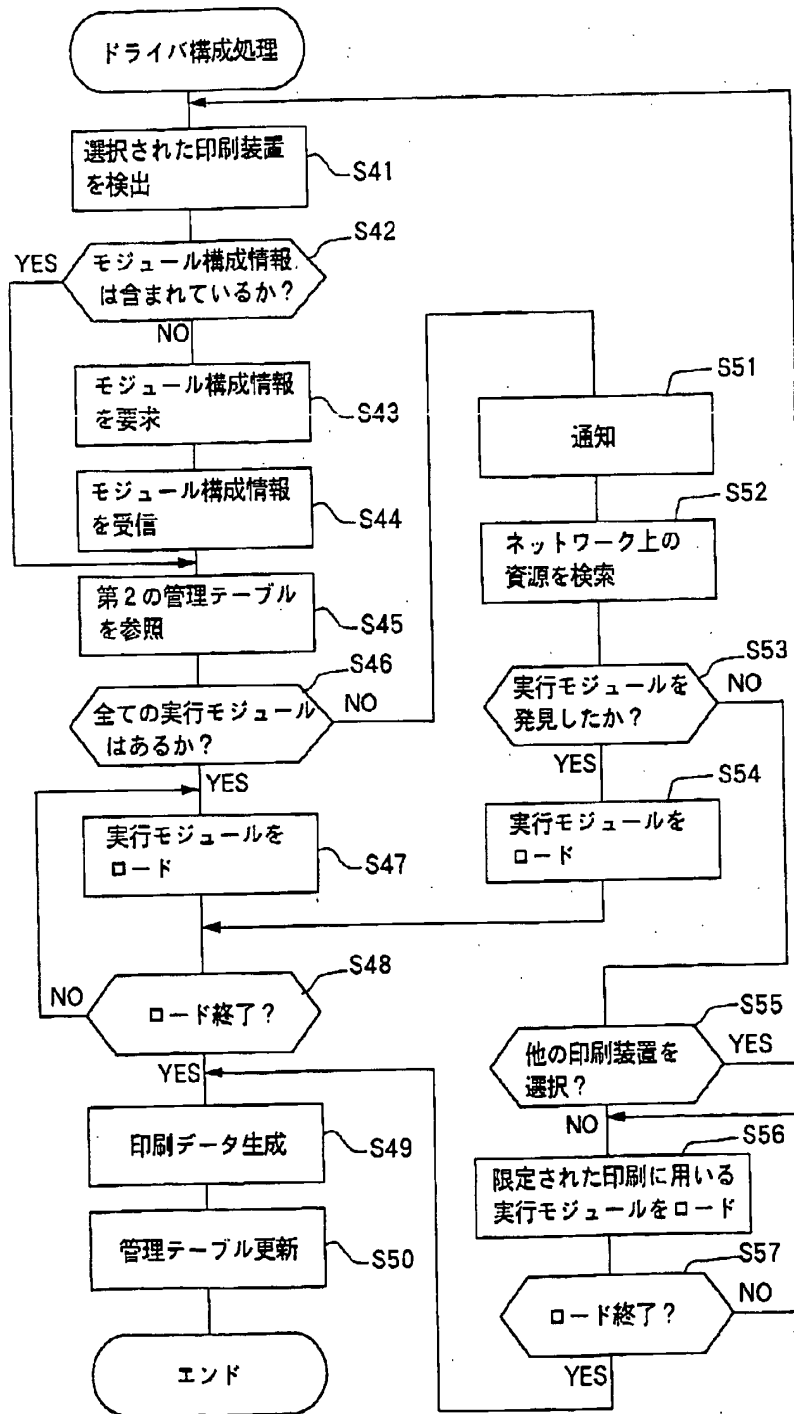 ドライバ構成処理
選択された印刷装置
を検出
S41
S42
YES
モジュール構成情報
は含まれているか?
NO
モジュール構成情報
を要求
S43
モジュール構成情報
を受信
S44
第2の管理テーブル
を参照
S45
S46
全ての実行モジュール
はあるか?
NO
YES
実行モジュールを
ロード
S47
S48
NO
ロード終了?
YES
印刷データ生成
S49
管理テーブル更新
S50
エンド
S51
通知
S52
ネットワーク上の
資源を検索
S53
実行モジュールを
発見したか?
NO
YES
S54
実行モジュールを
ロード
S55
他の印刷装置を
選択?
YES
NO
S56
限定された印刷に用いる
実行モジュールをロード
S57
ロード終了?
NO
YES